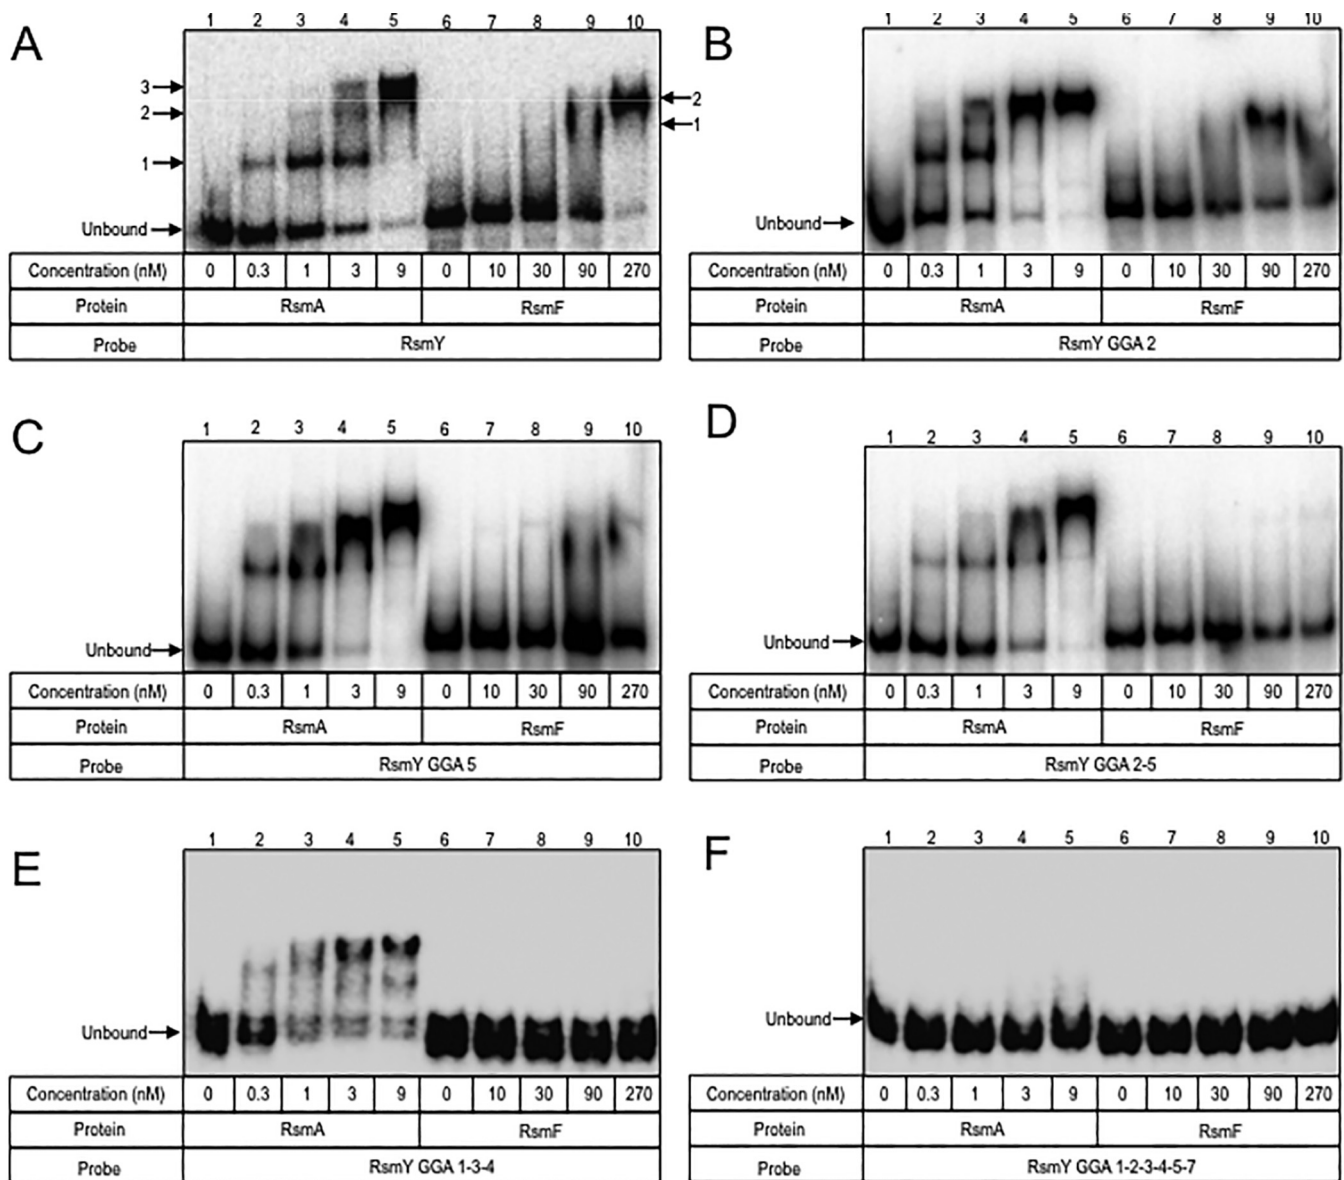 A
1 2 3 4 5 6 7 8 9 10
3
2
1
Unbound
2
1
Concentration (nM) 0 0.3 1 3 9 0 10 30 90 270
Protein RsmA RsmF
Probe RsmY
B
1 2 3 4 5 6 7 8 9 10
Unbound
Concentration (nM) 0 0.3 1 3 9 0 10 30 90 270
Protein RsmA RsmF
Probe RsmY GGA 2
C
1 2 3 4 5 6 7 8 9 10
Unbound
Concentration (nM) 0 0.3 1 3 9 0 10 30 90 270
Protein RsmA RsmF
Probe RsmY GGA 5
D
1 2 3 4 5 6 7 8 9 10
Unbound
Concentration (nM) 0 0.3 1 3 9 0 10 30 90 270
Protein RsmA RsmF
Probe RsmY GGA 2-5
E
1 2 3 4 5 6 7 8 9 10
Unbound
Concentration (nM) 0 0.3 1 3 9 0 10 30 90 270
Protein RsmA RsmF
Probe RsmY GGA 1-3-4
F
1 2 3 4 5 6 7 8 9 10
Unbound
Concentration (nM) 0 0.3 1 3 9 0 10 30 90 270
Protein RsmA RsmF
Probe RsmY GGA 1-2-3-4-5-7